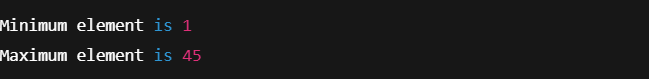 Minimum element is 1
Maximum element is 45